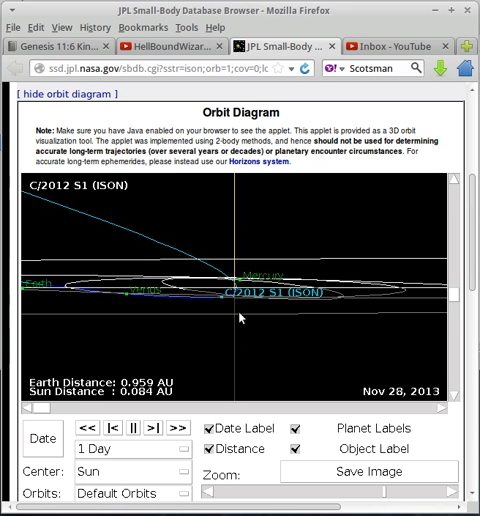 JPL Small-Body Database Browser - Mozilla Firefox
File Edit View History Bookmarks Tools Help
Genesis 11:6 Kin...
HellBoundWizar...
JPL Small-Body ...
Inbox - YouTube
ssd.jpl.nasa.gov/sbdb.cgi?sstr=ison;orb=1;cov=0;lc
Scotsman
[ hide orbit diagram ]
Orbit Diagram
Note: Make sure you have Java enabled on your browser to see the applet. This applet is provided as a 3D orbit
visualization tool. The applet was implemented using 2-body methods, and hence should not be used for determining
accurate long-term trajectories (over several years or decades) or planetary encounter circumstances. For
accurate long-term ephemerides, please instead use our Horizons system.
C/2012 S1 (ISON)
Mercury
Earth
Venus
C/2012 S1 (ISON)
Earth Distance: 0.959 AU
Sun Distance : 0.084 AU
Nov 28, 2013
Date
<< |< || >| >>
Date Label
Planet Labels
1 Day
Distance
Object Label
Center:
Sun
Zoom:
Save Image
Orbits:
Default Orbits